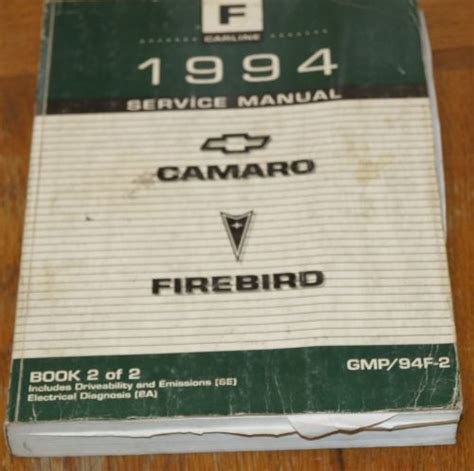 F
CARLINE
1994
SERVICE MANUAL
CAMARO
FIREBIRD
BOOK 2 of 2
GMP/94F-2
Includes Driveability and Emissions (6E)
Electrical Diagnosis (8A)